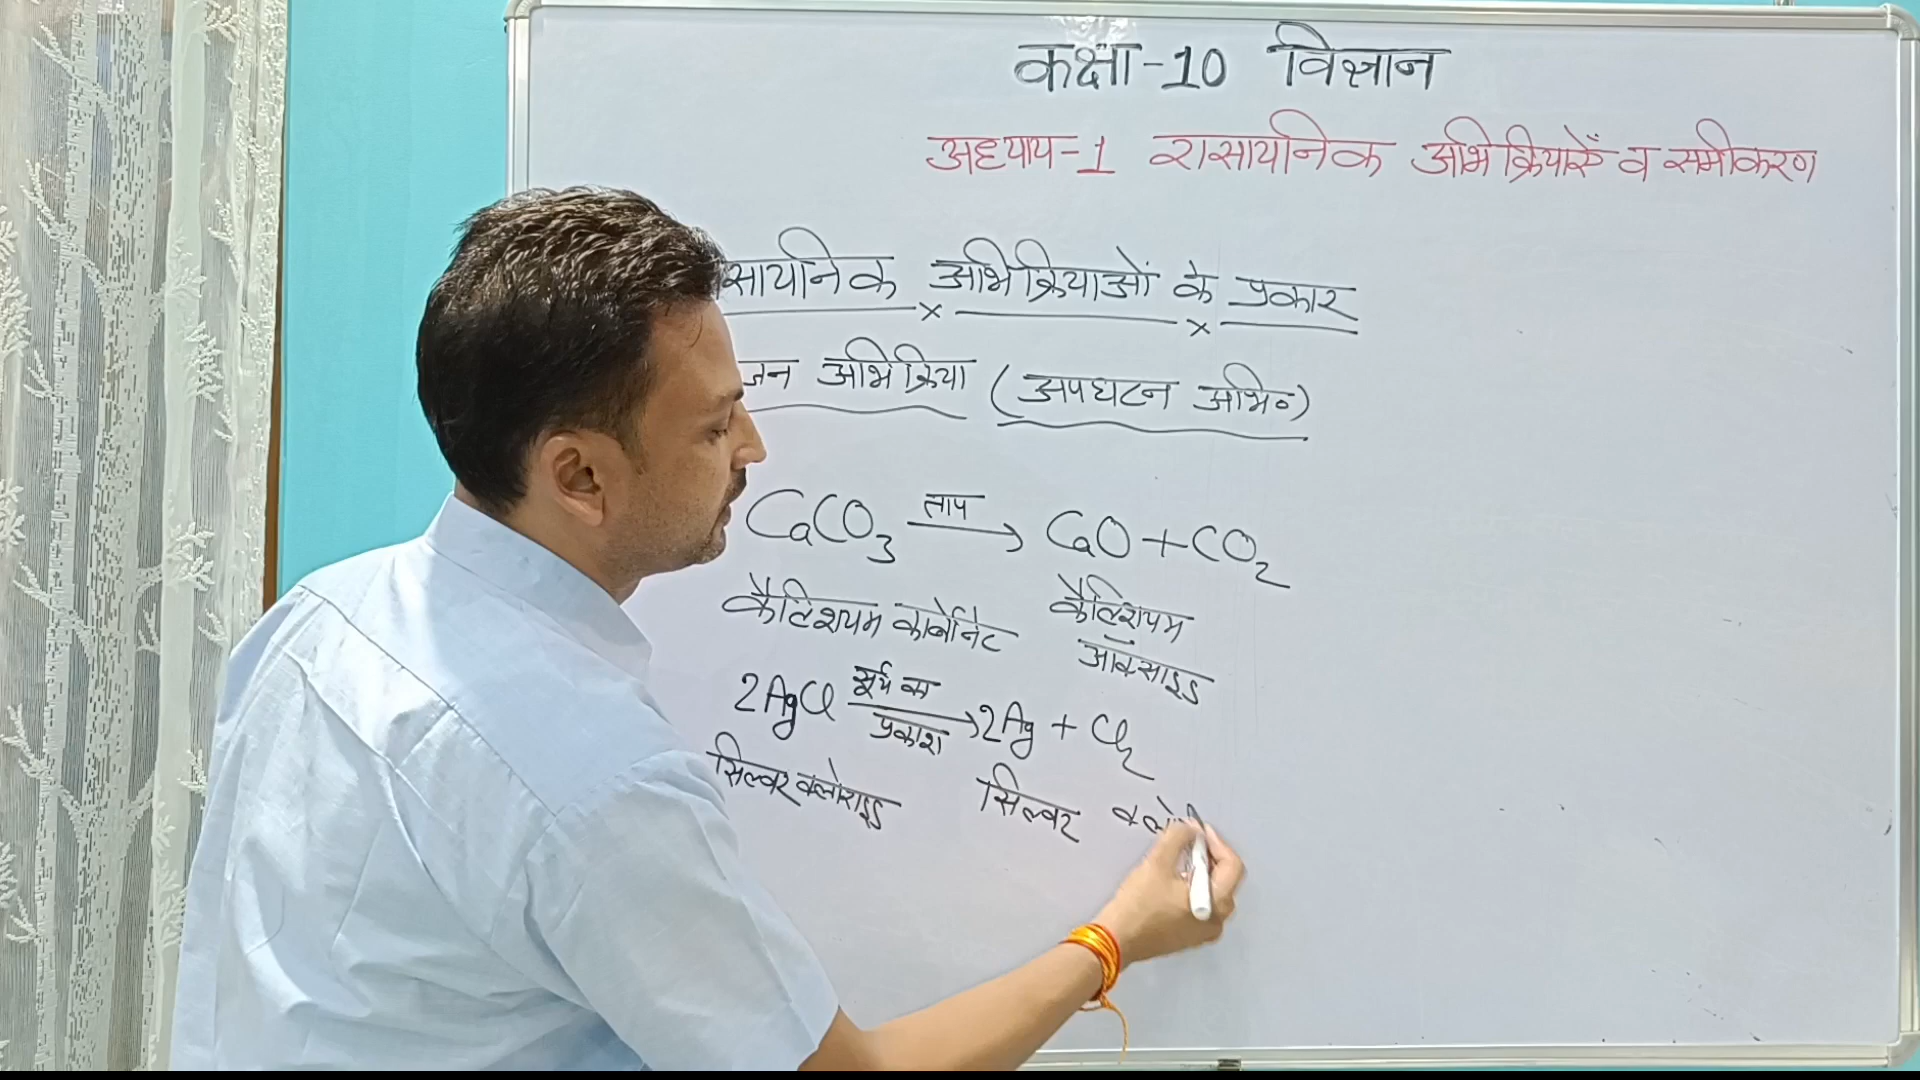 कक्षा-10 विज्ञान
अध्याय-1 रासायनिक अभिक्रियाएँ व समीकरण
सायनिक अभिक्रियाओं के प्रकार
जन अभिक्रिया (अपघटन अभि०)
CaCO3 ताप → CaO + CO2
कैल्शियम कार्बोनेट कैल्शियम
ऑक्साइड
2AgCl सूर्य का प्रकाश → 2Ag + Cl2
सिल्वर क्लोराइड सिल्वर क्लो